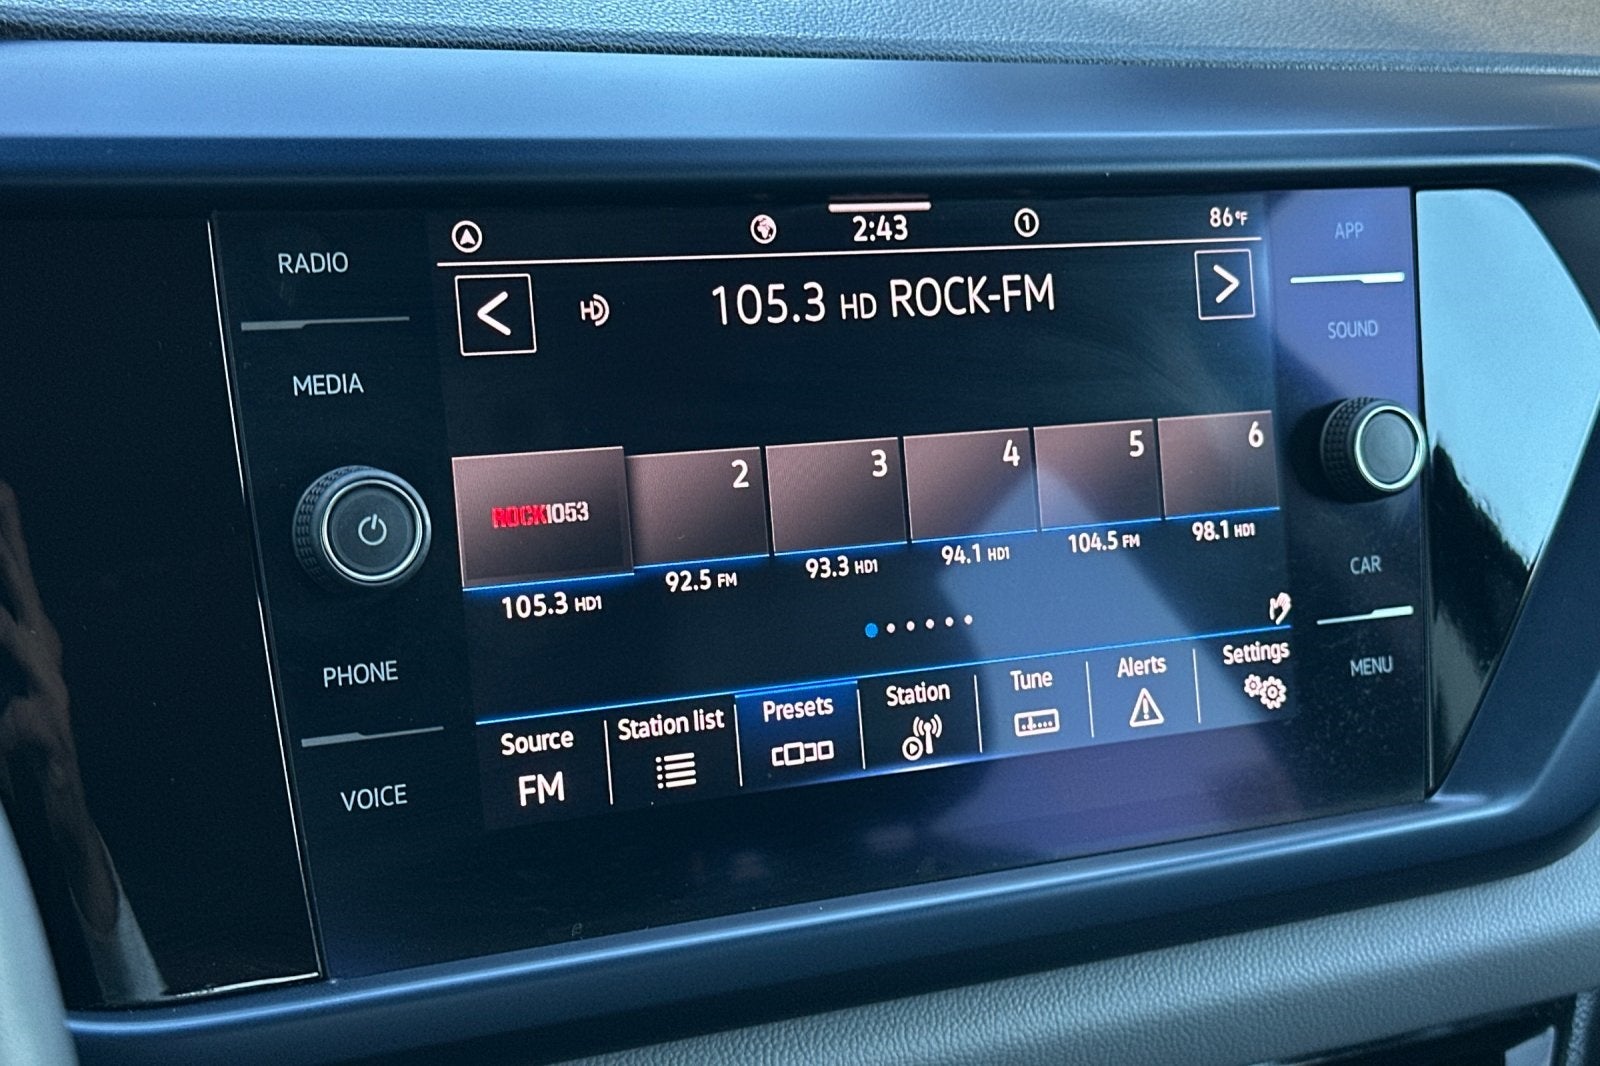 RADIO
MEDIA
PHONE
VOICE
2:43
1
86°F
HD
105.3 HD ROCK-FM
ROCK1053
2
3
4
5
6
105.3 HD1
92.5 FM
93.3 HD1
94.1 HD1
104.5 FM
98.1 HD1
Source
FM
Station list
Presets
Station
Tune
Alerts
Settings
APP
SOUND
CAR
MENU